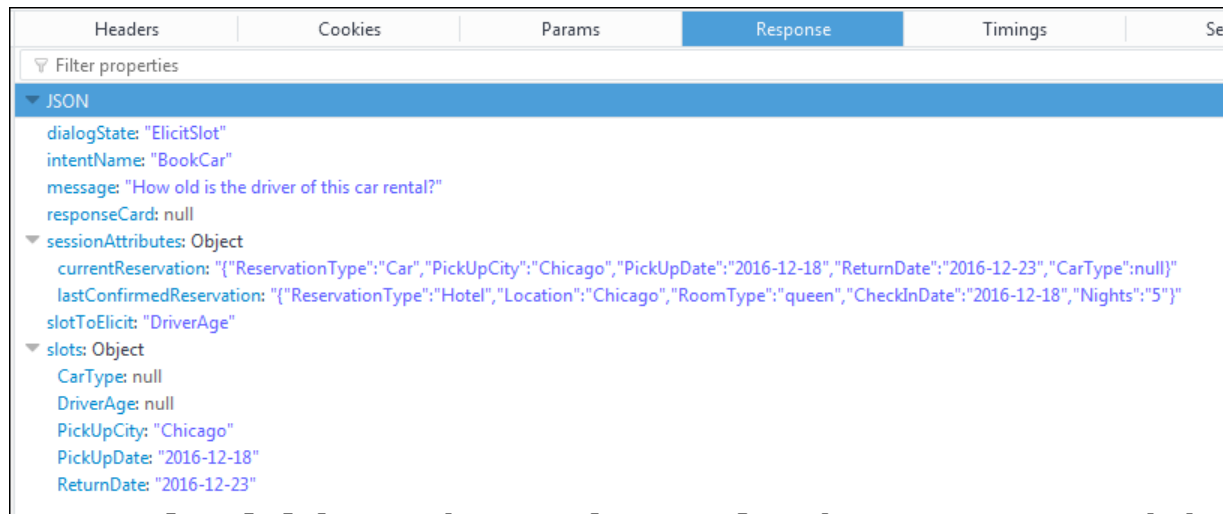 Headers Cookies Params Response Timings Se
Filter properties
JSON
dialogState: "ElicitSlot"
intentName: "BookCar"
message: "How old is the driver of this car rental?"
responseCard: null
sessionAttributes: Object
currentReservation: "{"ReservationType":"Car","PickUpCity":"Chicago","PickUpDate":"2016-12-18","ReturnDate":"2016-12-23","CarType":null}"
lastConfirmedReservation: "{"ReservationType":"Hotel","Location":"Chicago","RoomType":"queen","CheckInDate":"2016-12-18","Nights":"5"}"
slotToElicit: "DriverAge"
slots: Object
CarType: null
DriverAge: null
PickUpCity: "Chicago"
PickUpDate: "2016-12-18"
ReturnDate: "2016-12-23"